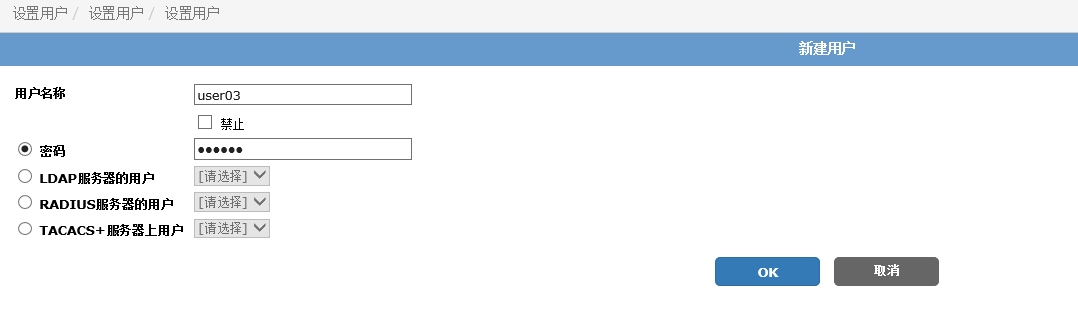 设置用户 / 设置用户 / 设置用户
新建用户
用户名称 user03
禁止
密码 ●●●●●●
LDAP服务器的用户 [请选择]
RADIUS服务器的用户 [请选择]
TACACS+服务器上用户 [请选择]
OK 取消